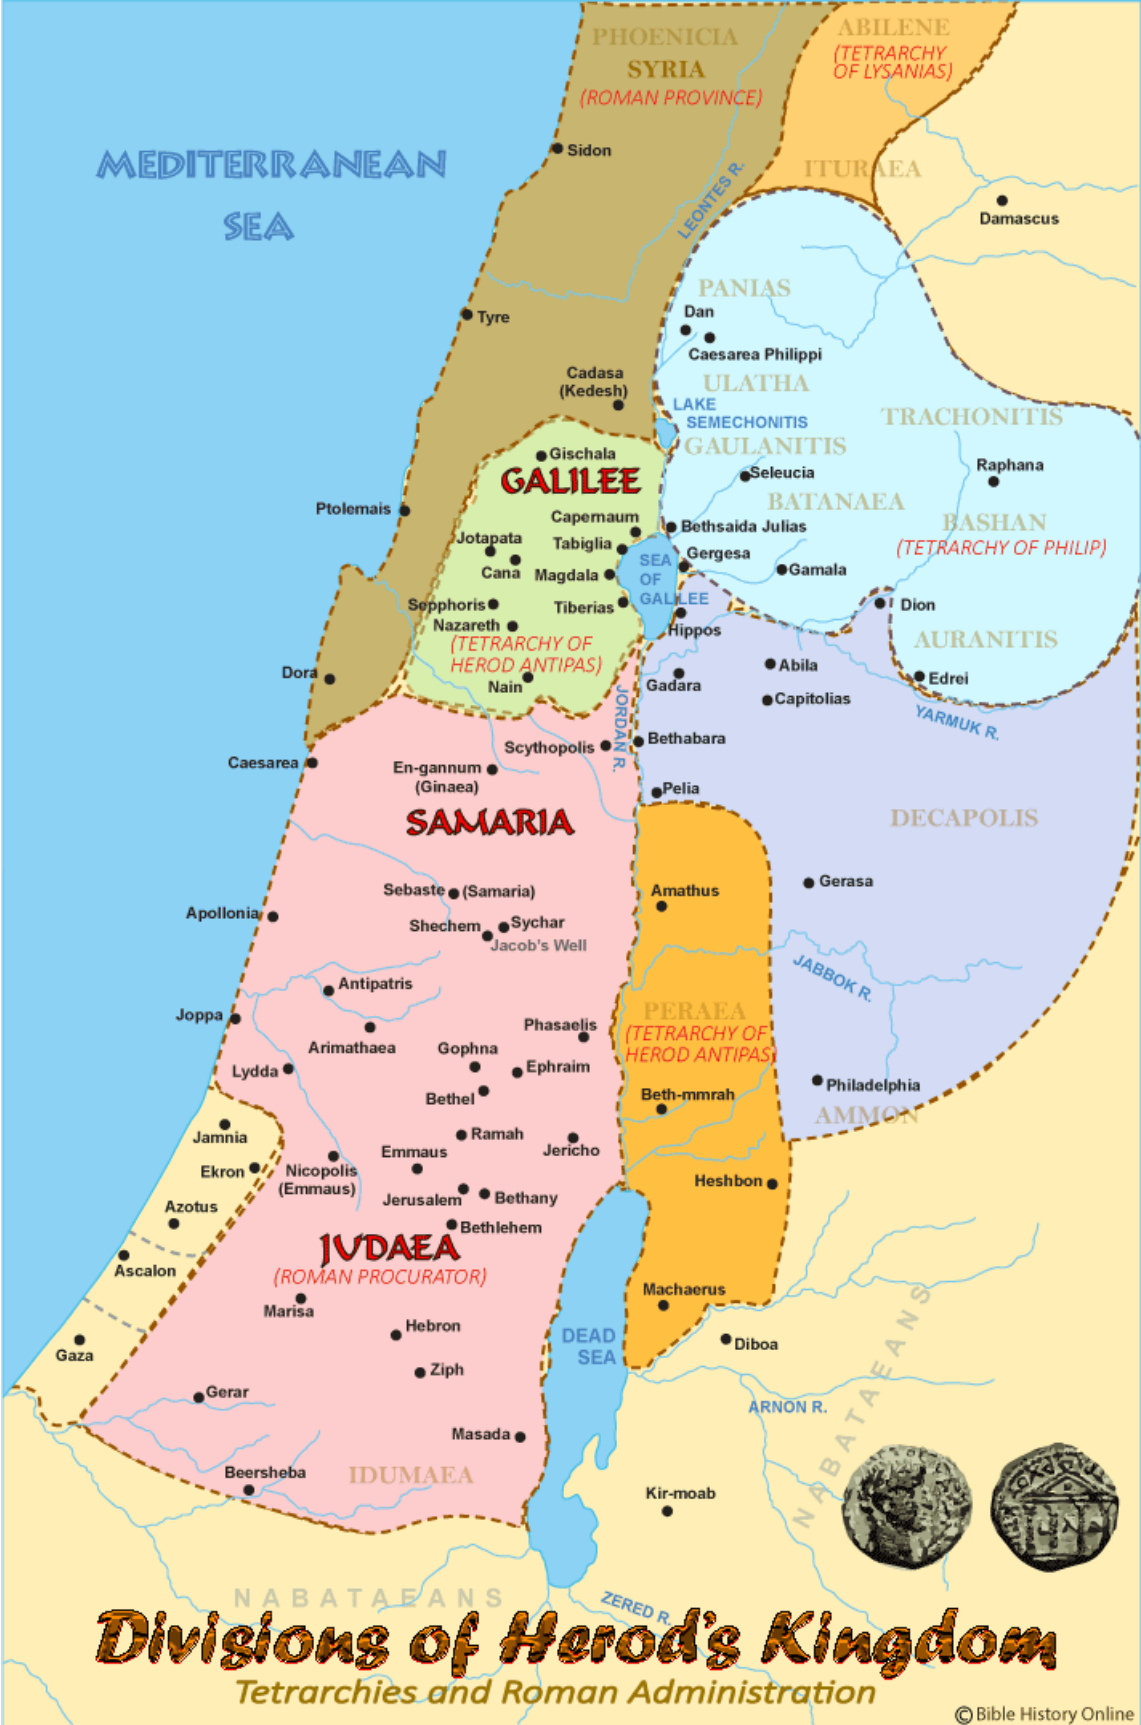 PHOENICIA
SYRIA
(ROMAN PROVINCE)
ABILENE
(TETRARCHY
OF LYSANIAS)
ITURAEA
MEDITERRANEAN
SEA
Sidon
LEONTES R.
Damascus
PANIAS
Dan
Caesarea Philippi
Tyre
Cadasa
(Kedesh)
ULATHA
LAKE
SEMECHONITIS
TRACHONITIS
GAULANITIS
Gischala
GALILEE
Seleucia
Raphana
BATANAEA
Ptolemais
Capernaum
Bethsaida Julias
BASHAN
(TETRARCHY OF PHILIP)
Jotapata
Tabiglia
Gergesa
Cana
Magdala
SEA
OF
GALILEE
Gamala
Sepphoris
Tiberias
Dion
Nazareth
Hippos
AURANITIS
(TETRARCHY OF
HEROD ANTIPAS)
Dora
Nain
Abila
Edrei
Gadara
Capitolias
JORDAN R.
YARMUK R.
Scythopolis
Bethabara
Caesarea
En-gannum
(Ginaea)
Pelia
SAMARIA
DECAPOLIS
Sebaste
(Samaria)
Amathus
Gerasa
Apollonia
Shechem
Sychar
Jacob's Well
JABBOK R.
Antipatris
Joppa
PERAEA
(TETRARCHY OF
HEROD ANTIPAS)
Phasaelis
Arimathaea
Gophna
Lydda
Ephraim
Bethel
Beth-mmrah
Philadelphia
AMMON
Jamnia
Ramah
Jericho
Emmaus
Ekron
Nicopolis
(Emmaus)
Heshbon
Jerusalem
Bethany
Azotus
Bethlehem
JUDAEA
(ROMAN PROCURATOR)
Ascalon
Machaerus
Marisa
Hebron
DEAD
SEA
Diboa
Gaza
Ziph
Gerar
ARNON R.
NABATAEANS
Masada
Beersheba
IDUMAEA
Kir-moab
NABATAEANS
ZERED R.
Divisions of Herod's Kingdom
Tetrarchies and Roman Administration
© Bible History Online